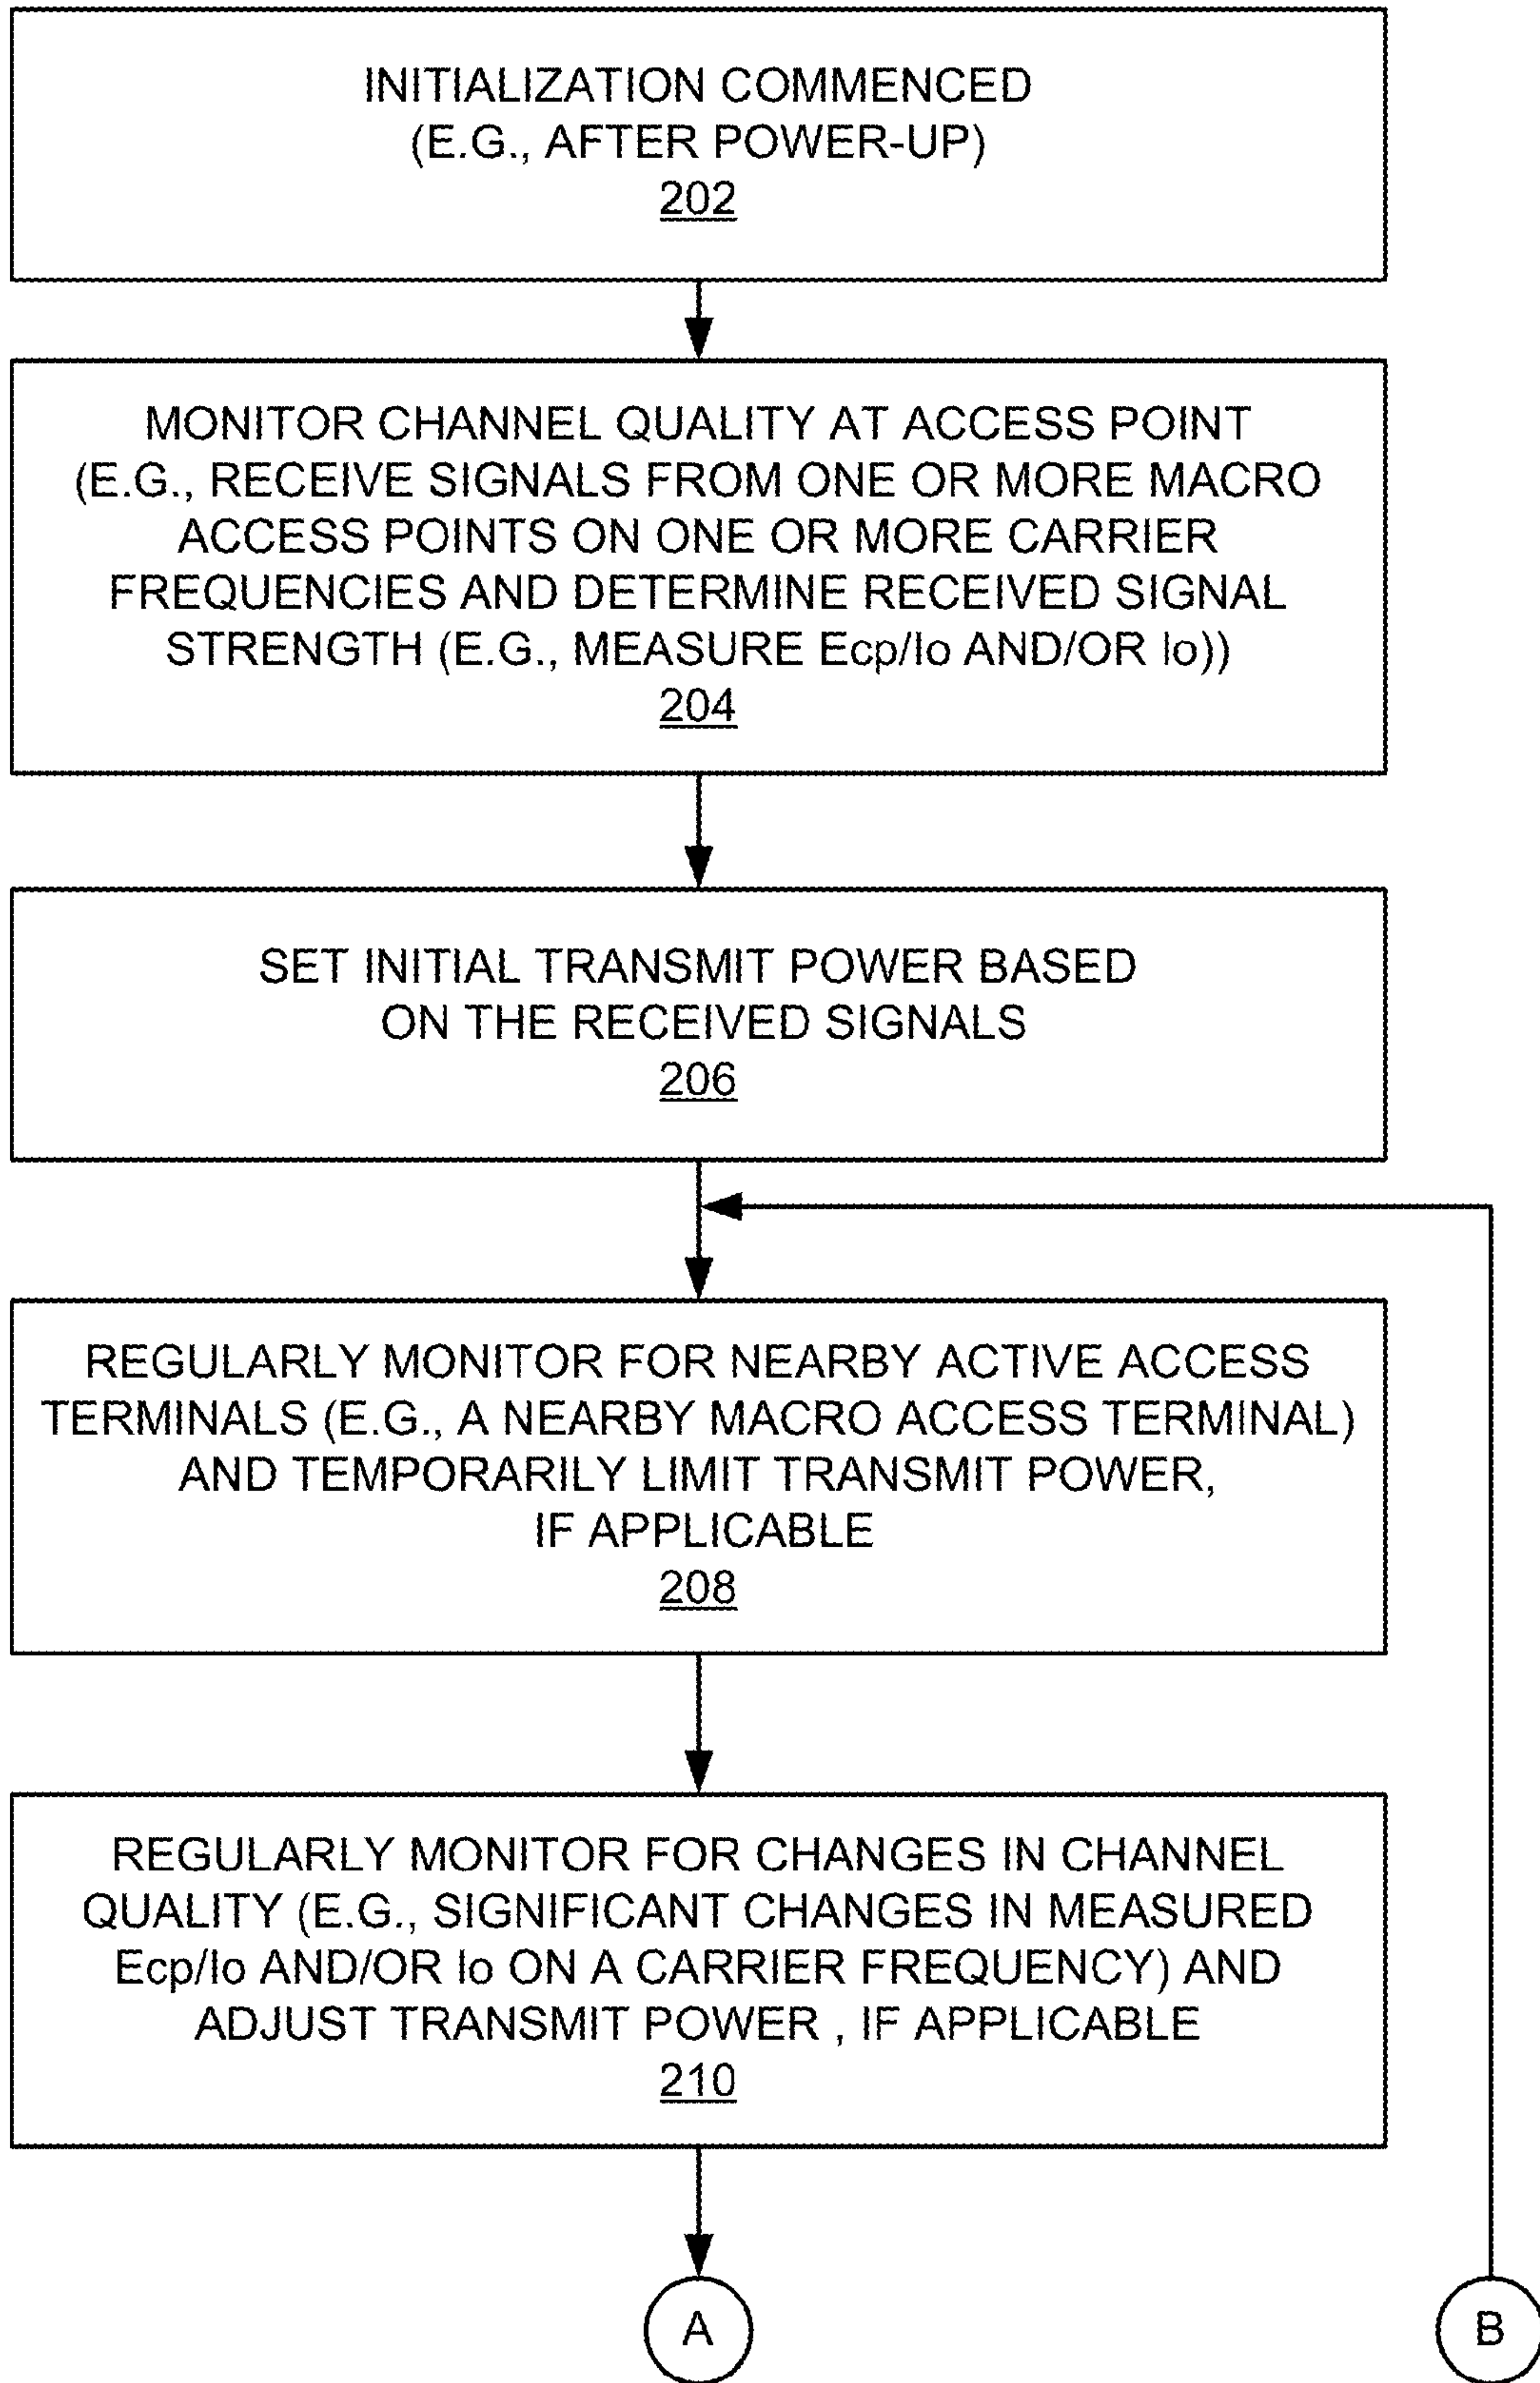 INITIALIZATION COMMENCED
(E.G., AFTER POWER-UP)
202
MONITOR CHANNEL QUALITY AT ACCESS POINT
(E.G., RECEIVE SIGNALS FROM ONE OR MORE MACRO
ACCESS POINTS ON ONE OR MORE CARRIER
FREQUENCIES AND DETERMINE RECEIVED SIGNAL
STRENGTH (E.G., MEASURE Ecp/Io AND/OR Io))
204
SET INITIAL TRANSMIT POWER BASED
ON THE RECEIVED SIGNALS
206
REGULARLY MONITOR FOR NEARBY ACTIVE ACCESS
TERMINALS (E.G., A NEARBY MACRO ACCESS TERMINAL)
AND TEMPORARILY LIMIT TRANSMIT POWER,
IF APPLICABLE
208
REGULARLY MONITOR FOR CHANGES IN CHANNEL
QUALITY (E.G., SIGNIFICANT CHANGES IN MEASURED
Ecp/Io AND/OR Io ON A CARRIER FREQUENCY) AND
ADJUST TRANSMIT POWER , IF APPLICABLE
210
A
B